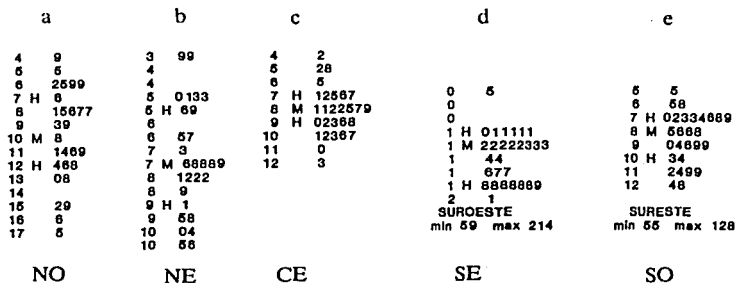 a
4 9
5 5
6 2599
7 H 6
8 15677
9 39
10 M 8
11 1469
12 H 468
13 08
14
15 29
16 6
17 5
NO
b
3 99
4
4
5 0133
5 H 69
6
6 57
7 3
7 M 68889
8 1222
8 9
9 H 1
9 58
10 04
10 56
NE
c
4 2
5 28
6 5
7 H 12567
8 M 1122579
9 H 02368
10 12367
11 0
12 3
CE
d
0 5
0
0
1 H 011111
1 M 22222333
1 44
1 677
1 H 8888889
2 1
SUROESTE
min 59 max 214
SE
e
5 5
6 58
7 H 02334689
8 M 5668
9 04699
10 H 34
11 2499
12 48
SURESTE
min 55 max 128
SO